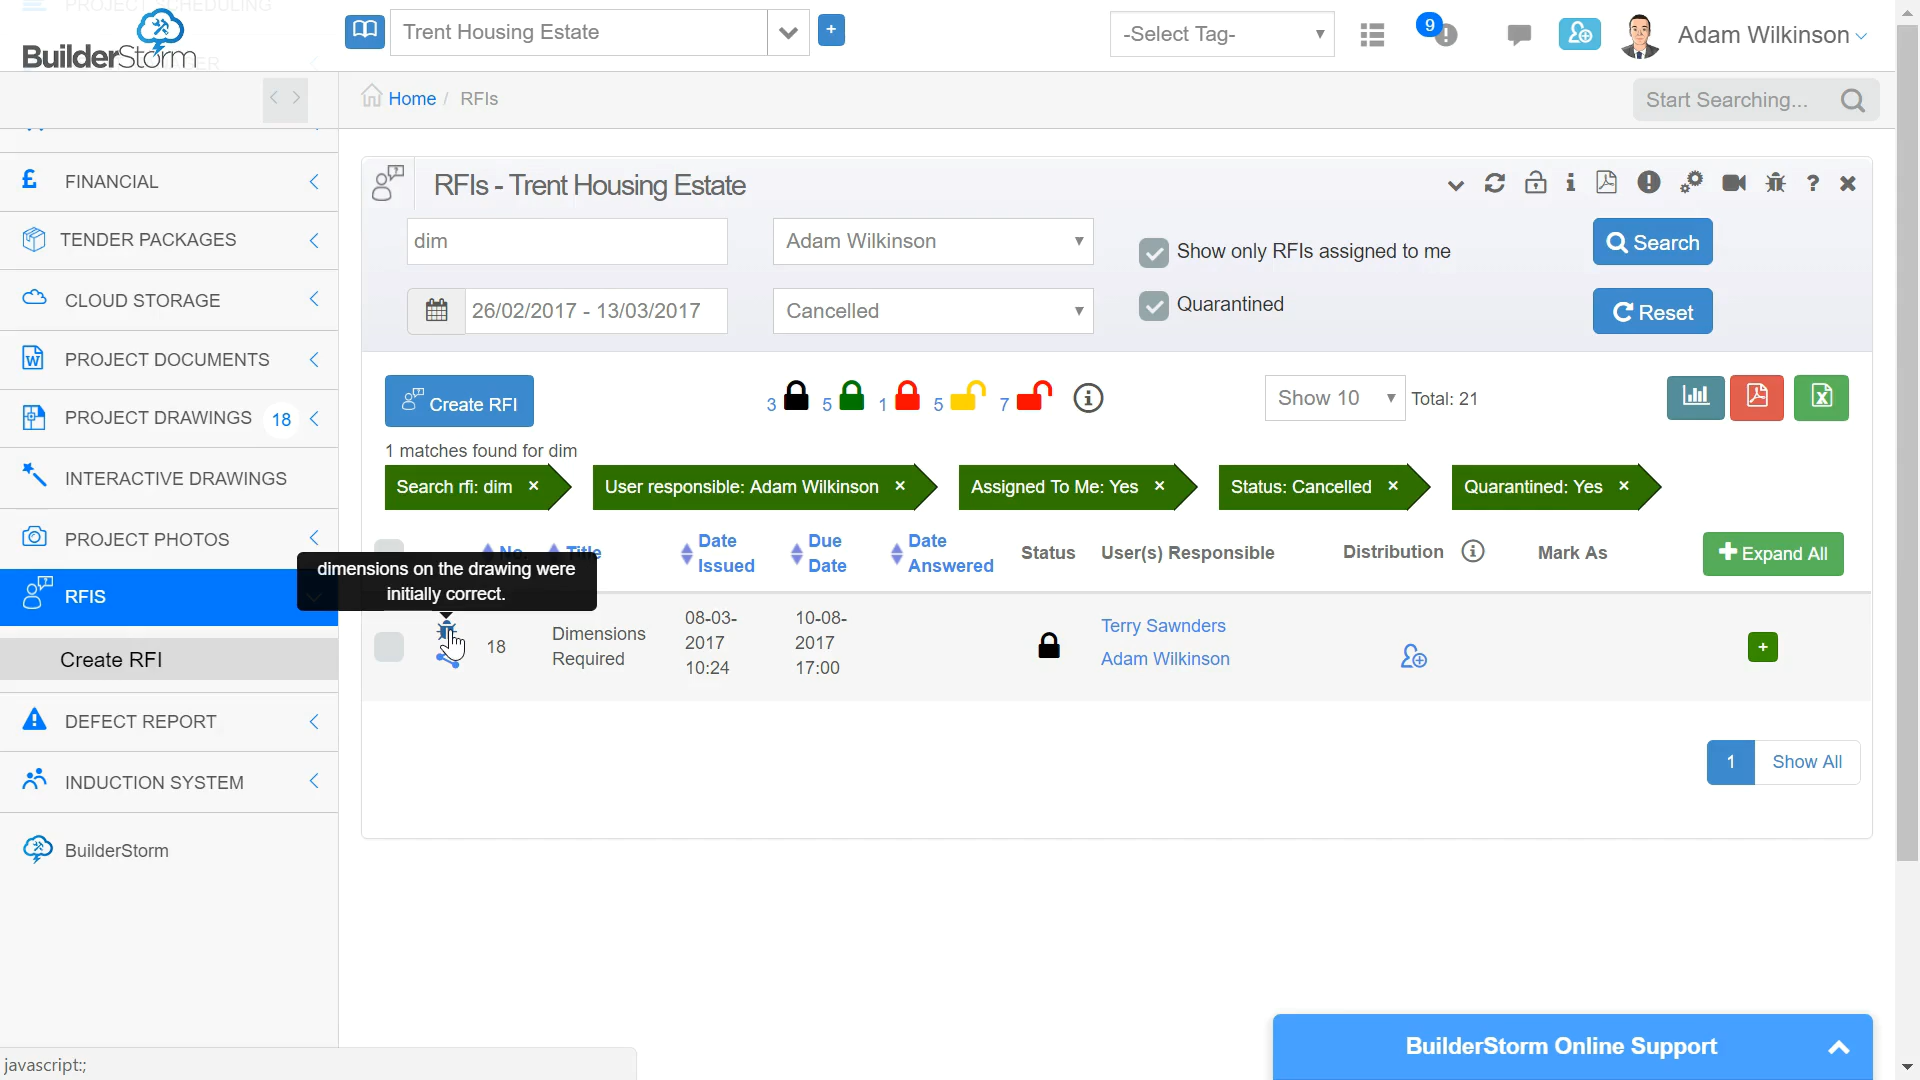 PROJECT SCHEDULING
BuilderStorm
Trent Housing Estate
+
-Select Tag-
9
Adam Wilkinson
Home / RFIs
Start Searching...
FINANCIAL
TENDER PACKAGES
CLOUD STORAGE
PROJECT DOCUMENTS
PROJECT DRAWINGS 18
INTERACTIVE DRAWINGS
PROJECT PHOTOS
RFIS
Create RFI
DEFECT REPORT
INDUCTION SYSTEM
BuilderStorm
RFIs - Trent Housing Estate
dim
Adam Wilkinson
Show only RFIs assigned to me
Search
26/02/2017 - 13/03/2017
Cancelled
Quarantined
Reset
Create RFI
3 5 1 5 7
Show 10
Total: 21
1 matches found for dim
Search rfi: dim ×
User responsible: Adam Wilkinson ×
Assigned To Me: Yes ×
Status: Cancelled ×
Quarantined: Yes ×
No.
Title
Date
Issued
Due
Date
Date
Answered
Status
User(s) Responsible
Distribution
Mark As
Expand All
dimensions on the drawing were
initially correct.
18
Dimensions
Required
08-03-
2017
10:24
10-08-
2017
17:00
Terry Sawnders
Adam Wilkinson
+
1
Show All
BuilderStorm Online Support
javascript:;